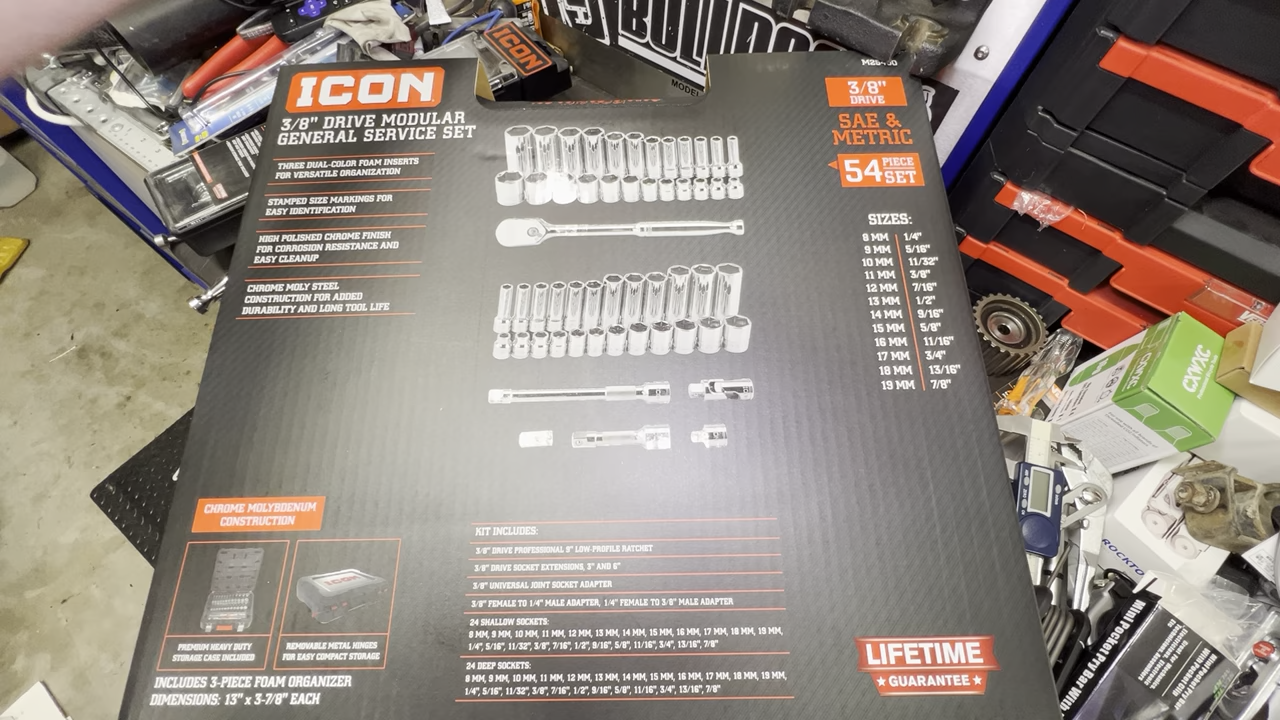 ICON
3/8" DRIVE MODULAR
GENERAL SERVICE SET
THREE DUAL-COLOR FOAM INSERTS
FOR VERSATILE ORGANIZATION
STAMPED SIZE MARKINGS FOR
EASY IDENTIFICATION
HIGH POLISHED CHROME FINISH
FOR CORROSION RESISTANCE AND
EASY CLEANUP
CHROME MOLY STEEL
CONSTRUCTION FOR ADDED
DURABILITY AND LONG TOOL LIFE
ICON
MODEL
3/8"
DRIVE
SAE &
METRIC
54 PIECE
SET
SIZES:
8 MM 1/4"
9 MM 5/16"
10 MM 11/32"
11 MM 3/8"
12 MM 7/16"
13 MM 1/2"
14 MM 9/16"
15 MM 5/8"
16 MM 11/16"
17 MM 3/4"
18 MM 13/16"
19 MM 7/8"
CHROME MOLYBDENUM
CONSTRUCTION
ICON
PREMIUM HEAVY DUTY
STORAGE CASE INCLUDED
REMOVABLE METAL HINGES
FOR EASY COMPACT STORAGE
INCLUDES 3-PIECE FOAM ORGANIZER
DIMENSIONS: 13" x 3-7/8" EACH
KIT INCLUDES:
3/8" DRIVE PROFESSIONAL 9" LOW-PROFILE RATCHET
3/8" DRIVE SOCKET EXTENSIONS, 3" AND 6"
3/8" UNIVERSAL JOINT SOCKET ADAPTER
3/8" FEMALE TO 1/4" MALE ADAPTER, 1/4" FEMALE TO 3/8" MALE ADAPTER
24 SHALLOW SOCKETS:
8 MM, 9 MM, 10 MM, 11 MM, 12 MM, 13 MM, 14 MM, 15 MM, 16 MM, 17 MM, 18 MM, 19 MM,
1/4", 5/16", 11/32", 3/8", 7/16", 1/2", 9/16", 5/8", 11/16", 3/4", 13/16", 7/8"
24 DEEP SOCKETS:
8 MM, 9 MM, 10 MM, 11 MM, 12 MM, 13 MM, 14 MM, 15 MM, 16 MM, 17 MM, 18 MM, 19 MM,
1/4", 5/16", 11/32", 3/8", 7/16", 1/2", 9/16", 5/8", 11/16", 3/4", 13/16", 7/8"
LIFETIME
GUARANTEE
CXWXC
Mini Pocket Pry Bar